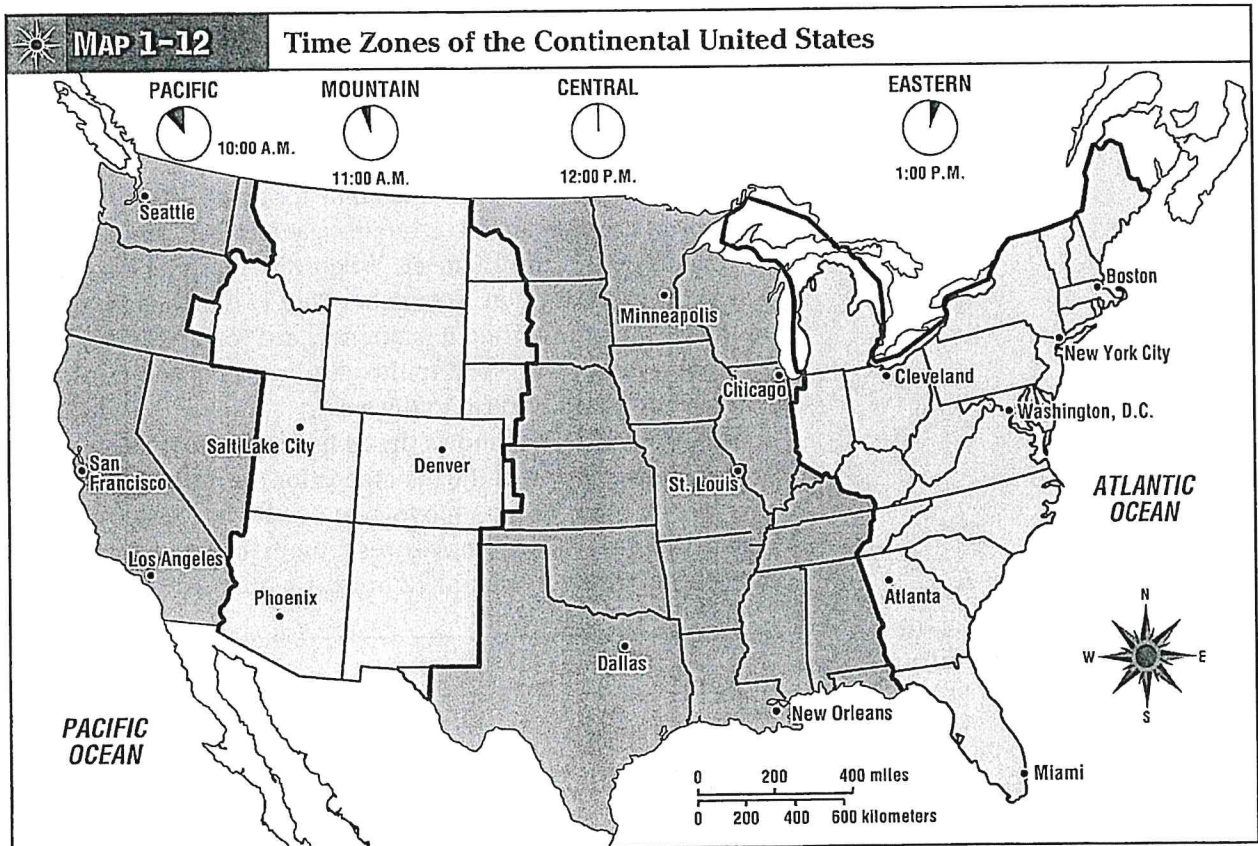 MAP 1-12
Time Zones of the Continental United States
PACIFIC
10:00 A.M.
MOUNTAIN
11:00 A.M.
CENTRAL
12:00 P.M.
EASTERN
1:00 P.M.
Seattle
Minneapolis
Boston
New York City
Chicago
Cleveland
Washington, D.C.
Salt Lake City
Denver
San
Francisco
St. Louis
ATLANTIC
OCEAN
Los Angeles
Phoenix
Atlanta
Dallas
N
W
E
S
New Orleans
PACIFIC
OCEAN
Miami
0 200 400 miles
0 200 400 600 kilometers